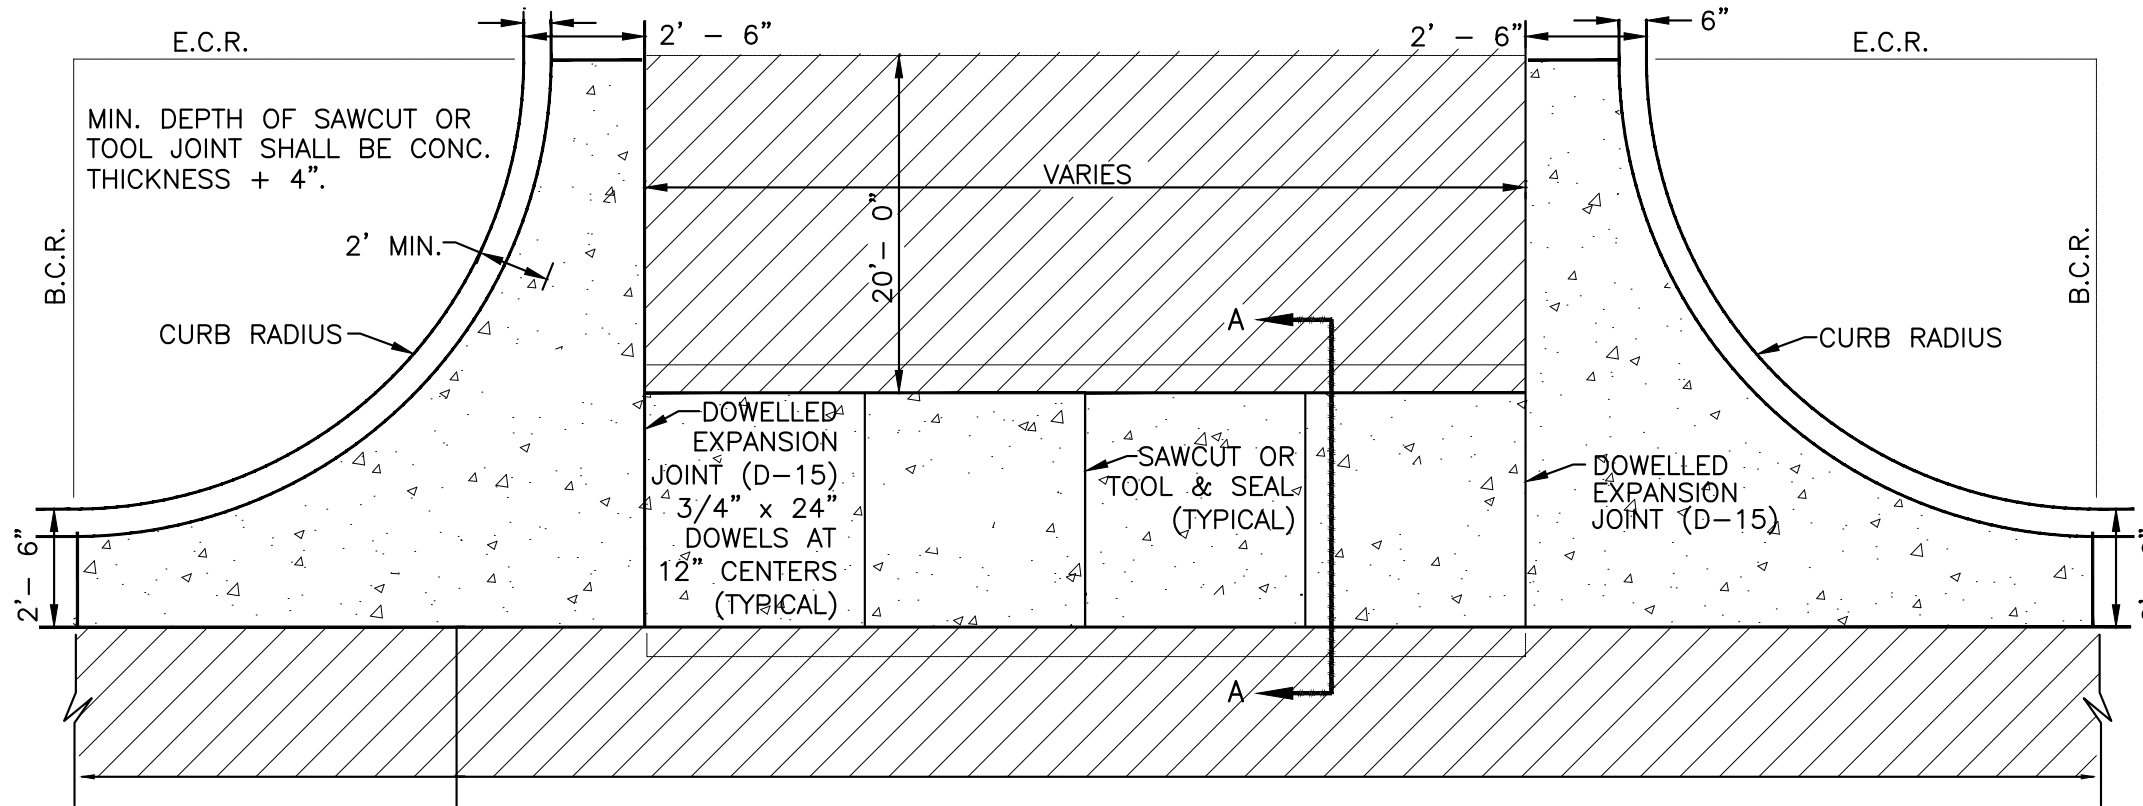 E.C.R.
2' - 6"
2' - 6"
6"
E.C.R.
MIN. DEPTH OF SAWCUT OR
TOOL JOINT SHALL BE CONC.
THICKNESS + 4".
VARIES
20'- 0"
2' MIN.
B.C.R.
B.C.R.
CURB RADIUS
A
CURB RADIUS
DOWELLED
EXPANSION
JOINT (D-15)
3/4" x 24"
DOWELS AT
12" CENTERS
(TYPICAL)
SAWCUT OR
TOOL & SEAL
(TYPICAL)
DOWELLED
EXPANSION
JOINT (D-15)
2'- 6"
A